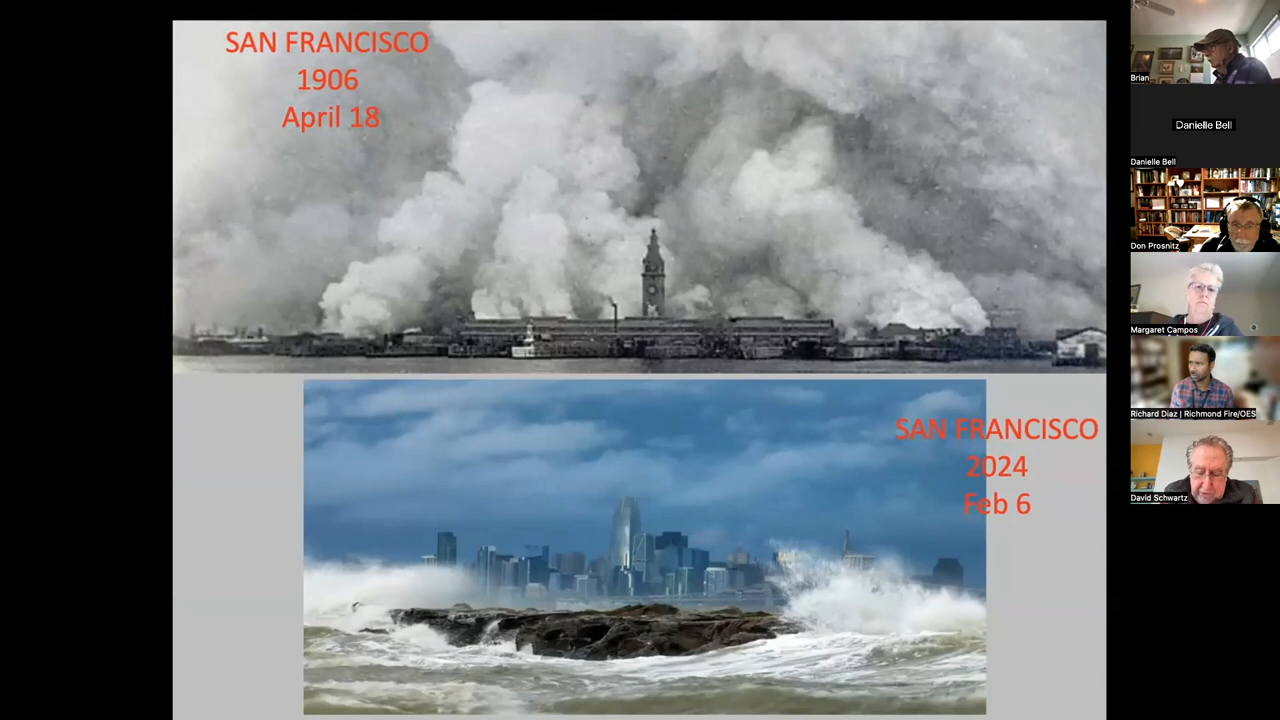 SAN FRANCISCO
1906
April 18
SAN FRANCISCO
2024
Feb 6
Brian
Danielle Bell
Danielle Bell
Don Prosnitz
Margaret Campos
Richard Diaz | Richmond Fire/OES
David Schwartz